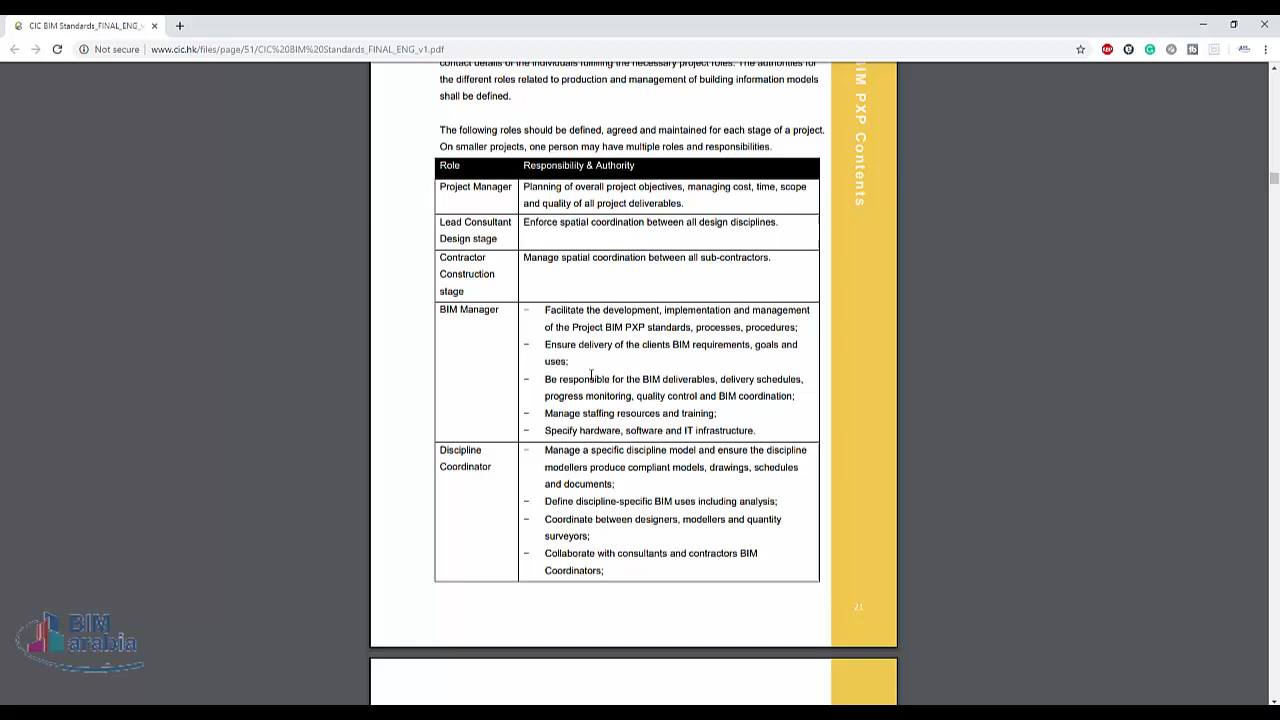 CIC BIM Standards_FINAL_ENG_v
Not secure
www.cic.hk/files/page/51/CIC%20BIM%20Standards_FINAL_ENG_v1.pdf
contact details of the individuals fulfilling the necessary project roles. The authorities for
the different roles related to production and management of building information models
shall be defined.
The following roles should be defined, agreed and maintained for each stage of a project.
On smaller projects, one person may have multiple roles and responsibilities.
Role Responsibility & Authority
Project Manager Planning of overall project objectives, managing cost, time, scope
and quality of all project deliverables.
Lead Consultant Enforce spatial coordination between all design disciplines.
Design stage
Contractor Manage spatial coordination between all sub-contractors.
Construction
stage
BIM Manager – Facilitate the development, implementation and management
of the Project BIM PXP standards, processes, procedures;
– Ensure delivery of the clients BIM requirements, goals and
uses;
– Be responsible for the BIM deliverables, delivery schedules,
progress monitoring, quality control and BIM coordination;
– Manage staffing resources and training;
– Specify hardware, software and IT infrastructure.
Discipline – Manage a specific discipline model and ensure the discipline
Coordinator modellers produce compliant models, drawings, schedules
and documents;
– Define discipline-specific BIM uses including analysis;
– Coordinate between designers, modellers and quantity
surveyors;
– Collaborate with consultants and contractors BIM
Coordinators;
BIM PXP Contents
BIM
arabia